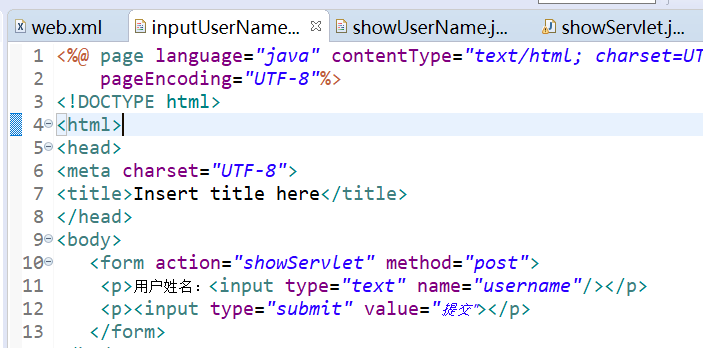 web.xml inputUserName... showUserName.j... showServlet.j...
1 <%@ page language="java" contentType="text/html; charset=UT
2 pageEncoding="UTF-8"%>
3 <!DOCTYPE html>
4 <html>
5 <head>
6 <meta charset="UTF-8">
7 <title>Insert title here</title>
8 </head>
9 <body>
10 <form action="showServlet" method="post">
11 <p>用户姓名：<input type="text" name="username"/></p>
12 <p><input type="submit" value="提交"></p>
13 </form>